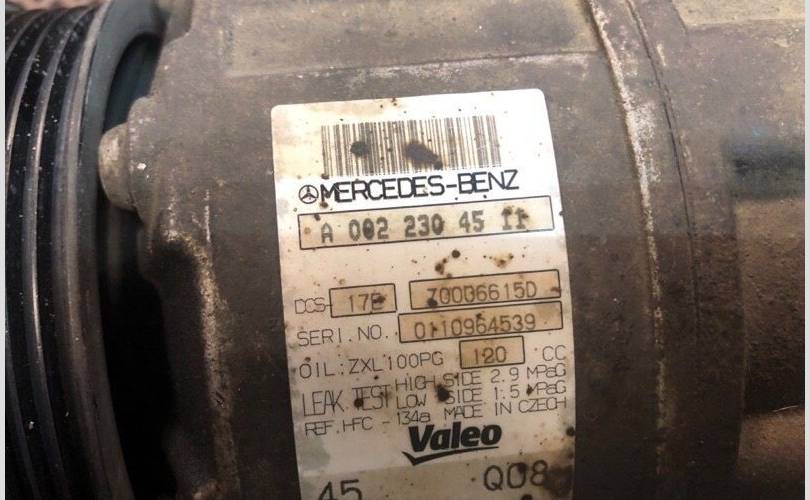 MERCEDES-BENZ
A 002 230 45 11
DCS- 17E Z0006615D
SERI.NO. 0110964539
OIL:ZXL100PG 120 CC
LEAK TEST HIGH SIDE 2.9 MPaG
LOW SIDE 1.5 MPaG
REF.HFC - 134a MADE IN CZECH
Valeo
45 Q08